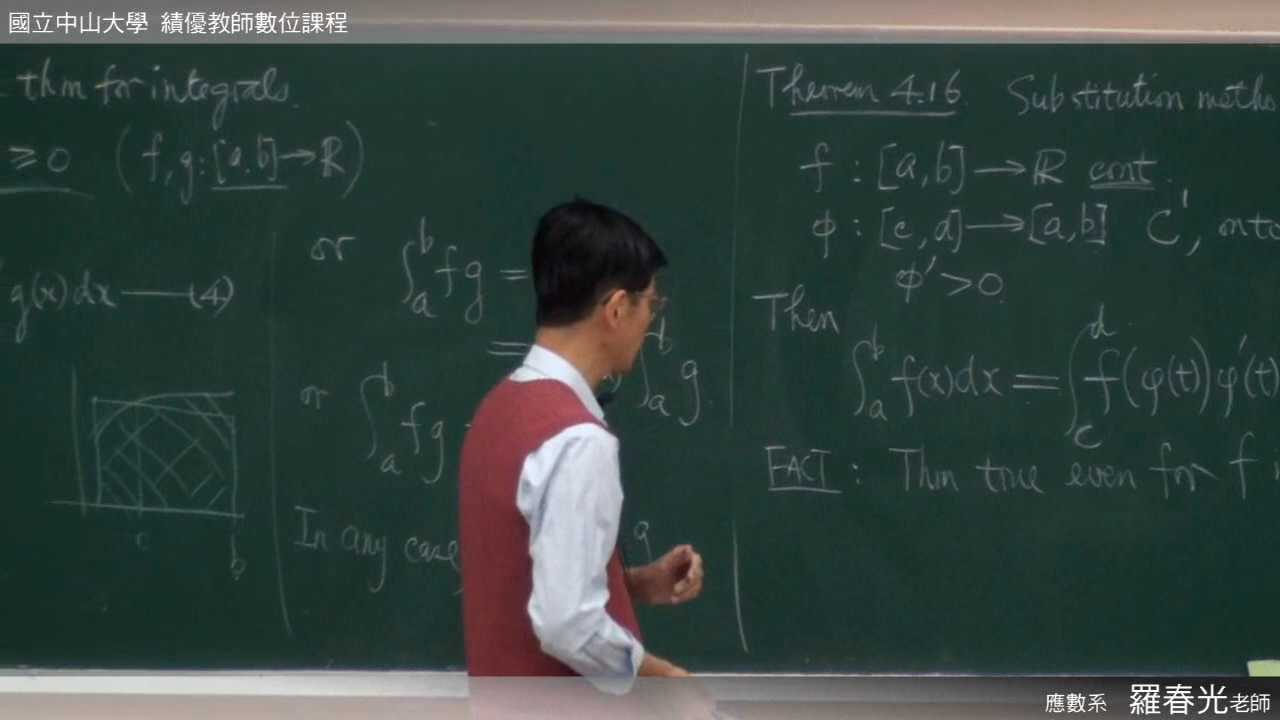 國立中山大學 績優教師數位課程
thm for integrals.
≥0 (f,g:[a,b]→ℝ)
g(x)dx —(4)
c
b
or ∫_a^b fg =
= ∫_a^b g
or ∫_a^b fg
In any case
g
Theorem 4.16. Substitution metho
f : [a,b]→ℝ cont.
φ : [c,d]→[a,b] C', onto
φ'>0.
Then
∫_a^b f(x)dx = ∫_c^d f(φ(t))φ'(t)
FACT : Thm true even for f
應數系 羅春光老師